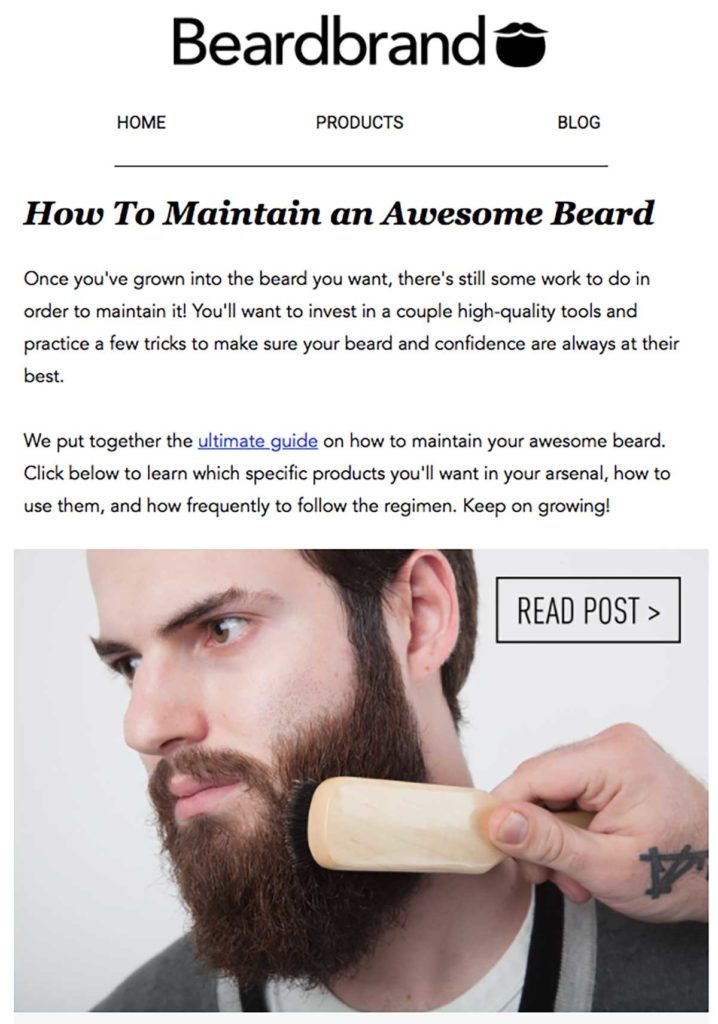 Beardbrand
HOME PRODUCTS BLOG
How To Maintain an Awesome Beard
Once you've grown into the beard you want, there's still some work to do in
order to maintain it! You'll want to invest in a couple high-quality tools and
practice a few tricks to make sure your beard and confidence are always at their
best.
We put together the ultimate guide on how to maintain your awesome beard.
Click below to learn which specific products you'll want in your arsenal, how to
use them, and how frequently to follow the regimen. Keep on growing!
READ POST >